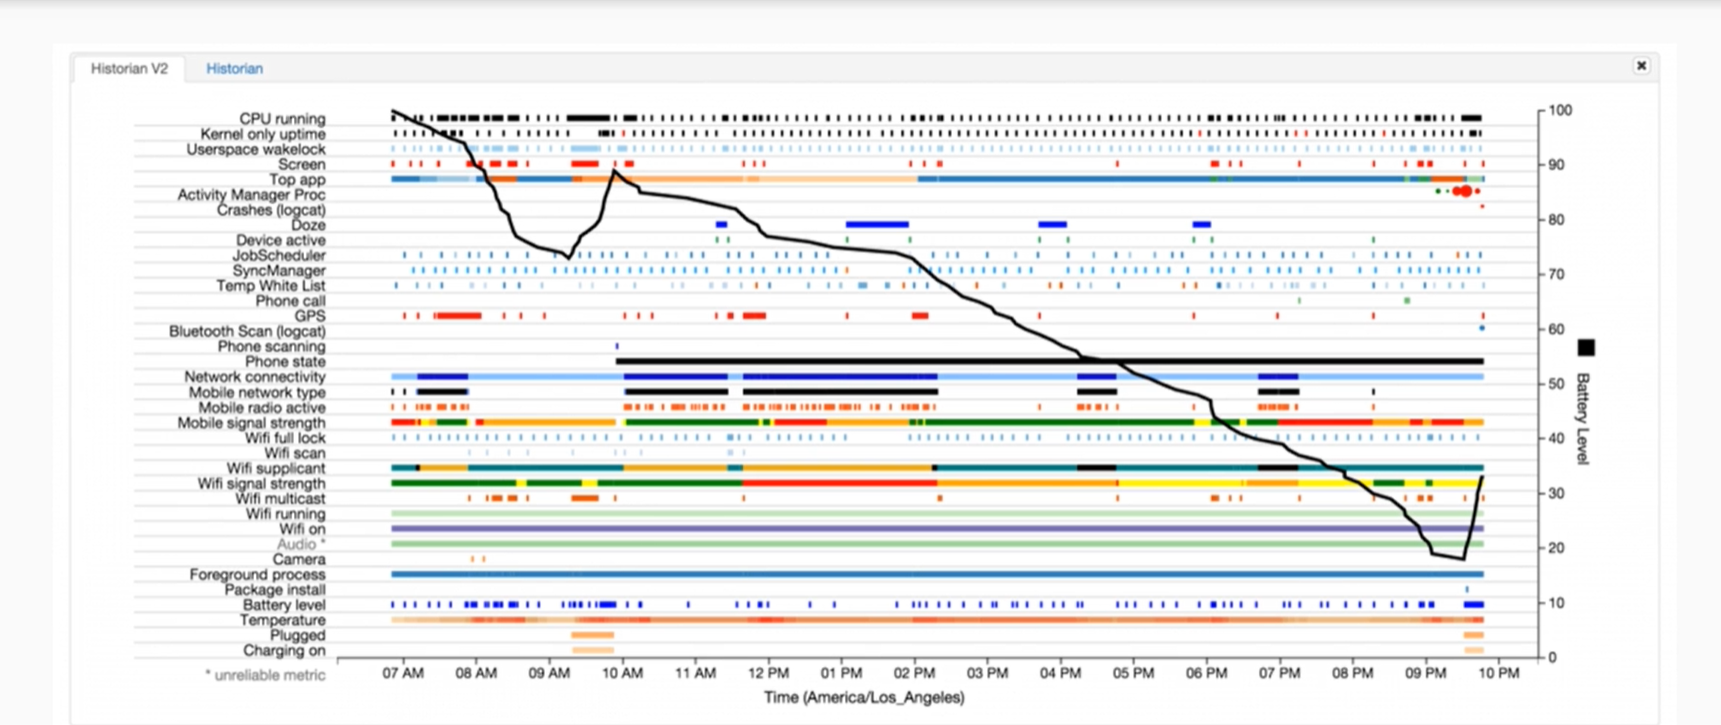 Historian V2 Historian
CPU running
Kernel only uptime
Userspace wakelock
Screen
Top app
Activity Manager Proc
Crashes (logcat)
Doze
Device active
JobScheduler
SyncManager
Temp White List
Phone call
GPS
Bluetooth Scan (logcat)
Phone scanning
Phone state
Network connectivity
Mobile network type
Mobile radio active
Mobile signal strength
Wifi full lock
Wifi scan
Wifi supplicant
Wifi signal strength
Wifi multicast
Wifi running
Wifi on
Audio *
Camera
Foreground process
Package install
Battery level
Temperature
Plugged
Charging on
* unreliable metric
100
90
80
70
60
50
40
30
20
10
0
Battery Level
07 AM 08 AM 09 AM 10 AM 11 AM 12 PM 01 PM 02 PM 03 PM 04 PM 05 PM 06 PM 07 PM 08 PM 09 PM 10 PM
Time (America/Los_Angeles)